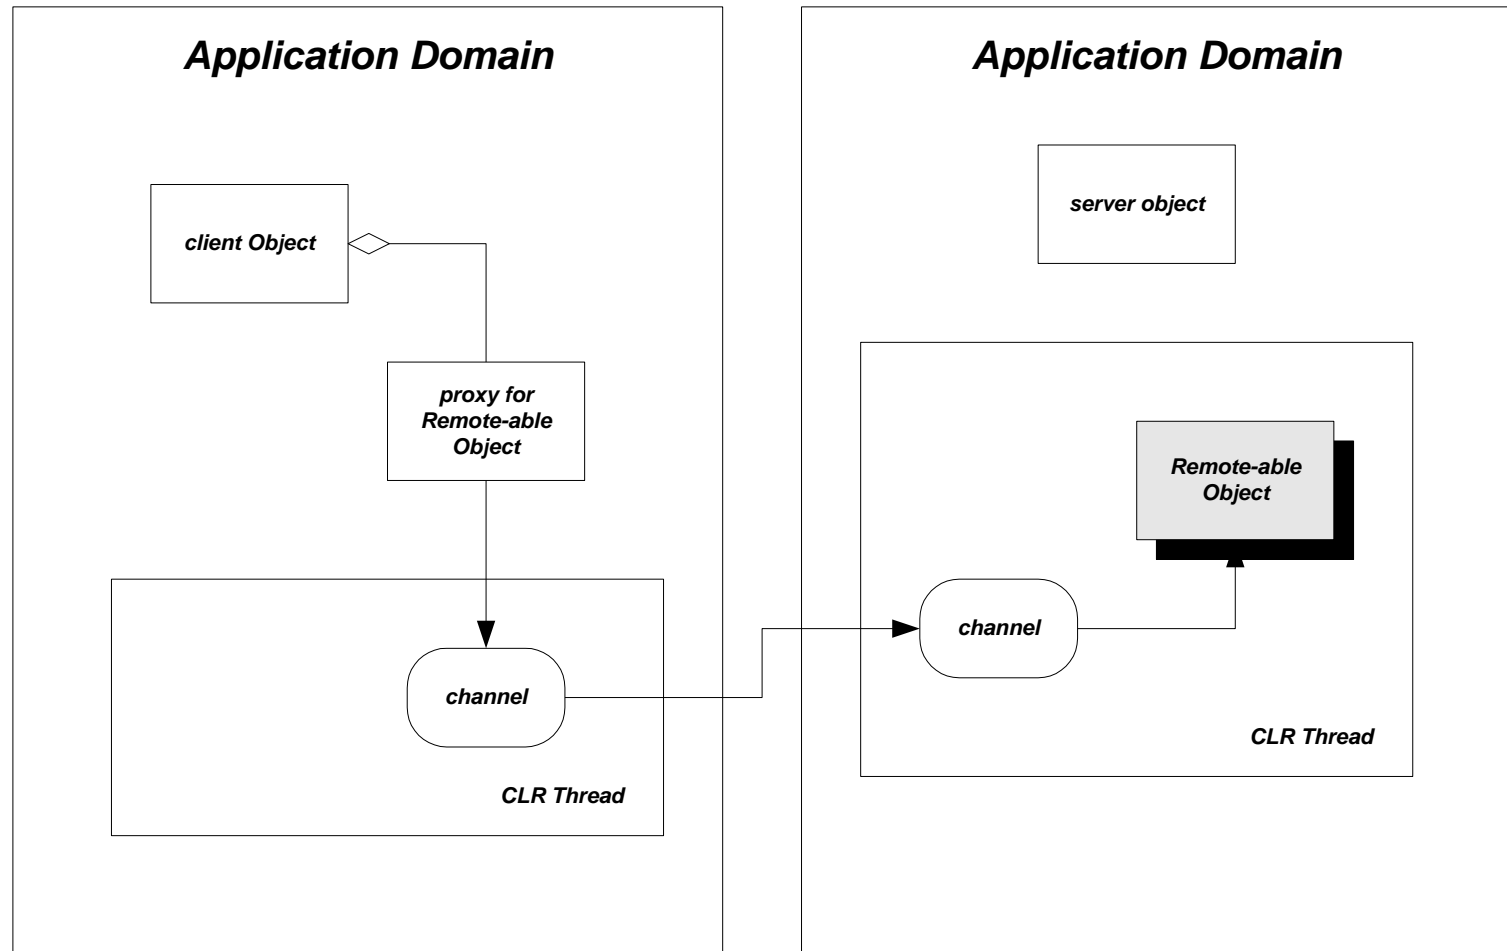 Application Domain
client Object
proxy for
Remote-able
Object
channel
CLR Thread
Application Domain
server object
Remote-able
Object
channel
CLR Thread